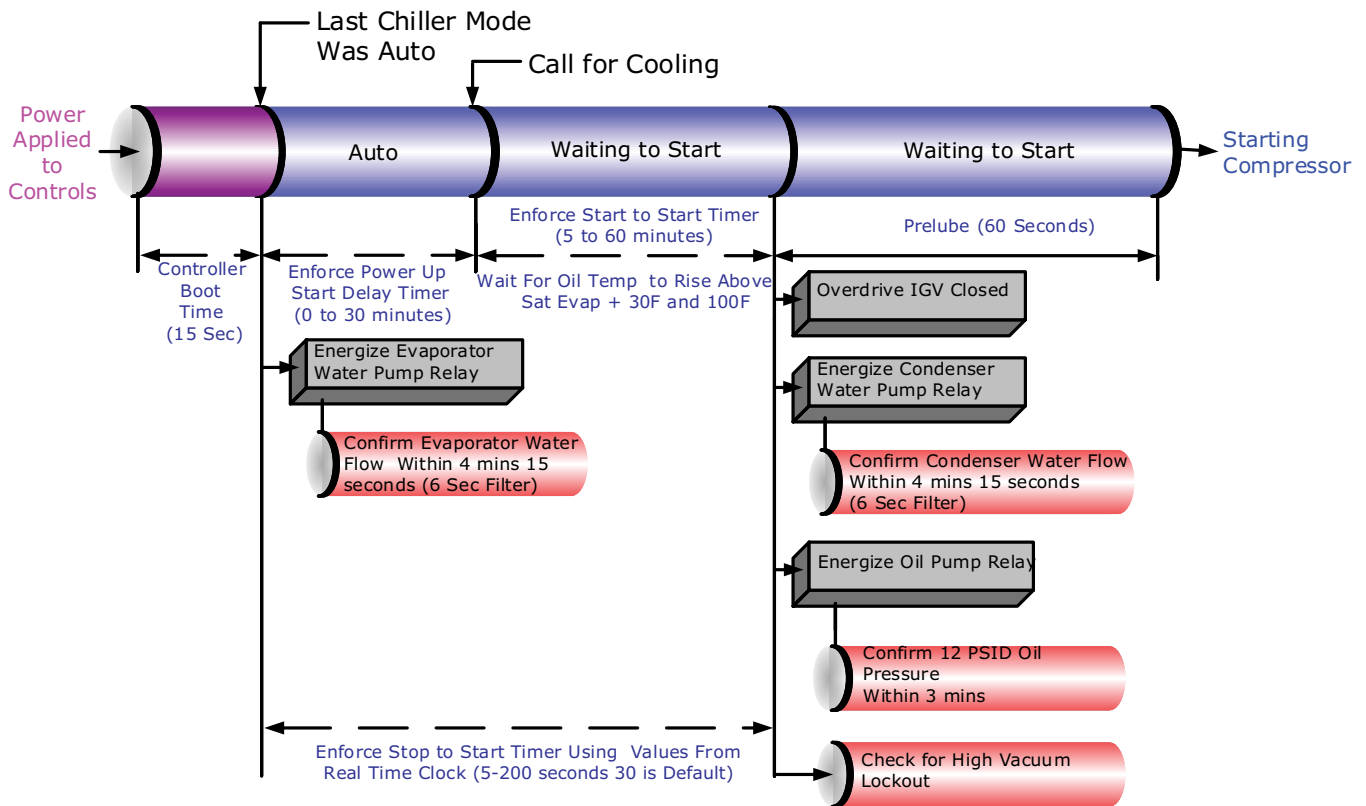 Last Chiller Mode
Was Auto
Call for Cooling
Power
Applied
to
Controls
Auto
Waiting to Start
Waiting to Start
Starting
Compressor
Enforce Start to Start Timer
(5 to 60 minutes)
Prelube (60 Seconds)
Controller
Boot
Time
(15 Sec)
Enforce Power Up
Start Delay Timer
(0 to 30 minutes)
Wait For Oil Temp to Rise Above
Sat Evap + 30F and 100F
Overdrive IGV Closed
Energize Evaporator
Water Pump Relay
Energize Condenser
Water Pump Relay
Confirm Evaporator Water
Flow Within 4 mins 15
seconds (6 Sec Filter)
Confirm Condenser Water Flow
Within 4 mins 15 seconds
(6 Sec Filter)
Energize Oil Pump Relay
Confirm 12 PSID Oil
Pressure
Within 3 mins
Enforce Stop to Start Timer Using Values From
Real Time Clock (5-200 seconds 30 is Default)
Check for High Vacuum
Lockout